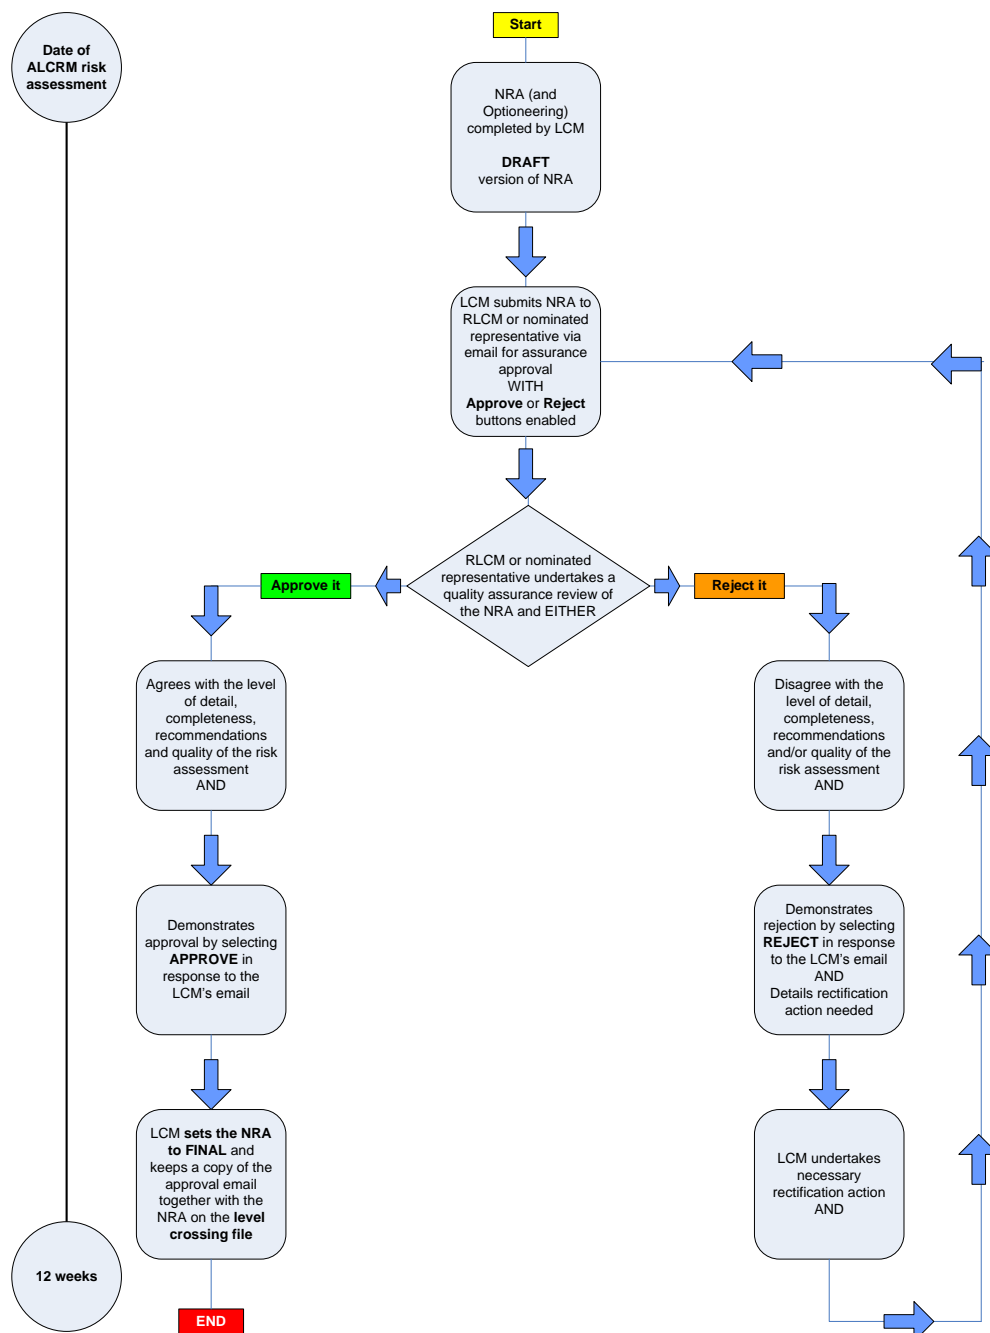 Start
Date of
ALCRM risk
assessment
NRA (and
Optioneering)
completed by LCM
DRAFT
version of NRA
LCM submits NRA to
RLCM or nominated
representative via
email for assurance
approval
WITH
Approve or Reject
buttons enabled
RLCM or nominated
representative undertakes a
quality assurance review of
the NRA and EITHER
Approve it
Reject it
Agrees with the level
of detail,
completeness,
recommendations
and quality of the risk
assessment
AND
Disagree with the
level of detail,
completeness,
recommendations
and/or quality of the
risk assessment
AND
Demonstrates
approval by selecting
APPROVE in
response to the
LCM's email
Demonstrates
rejection by selecting
REJECT in response
to the LCM's email
AND
Details rectification
action needed
LCM sets the NRA
to FINAL and
keeps a copy of the
approval email
together with the
NRA on the level
crossing file
LCM undertakes
necessary
rectification action
AND
12 weeks
END